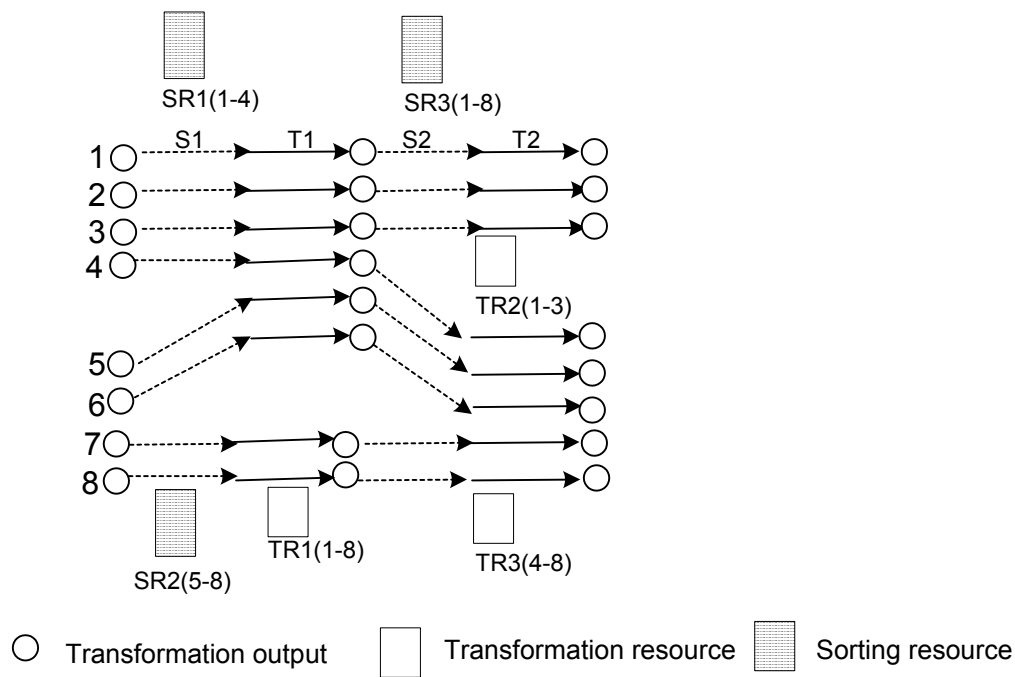 SR1(1-4)
SR3(1-8)
S1 T1 S2 T2
1
2
3
4
TR2(1-3)
5
6
7
8
TR1(1-8)
TR3(4-8)
SR2(5-8)
Transformation output
Transformation resource
Sorting resource